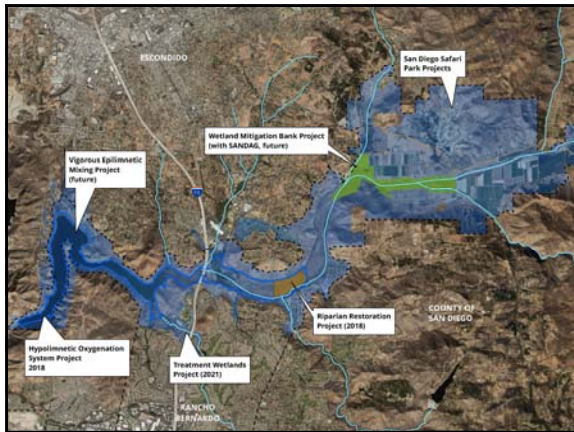 ESCONDIDO
San Diego Safari
Park Projects
Wetland Mitigation Bank Project
(with SANDAG, future)
Vigorous Epilimnetic
Mixing Project
(future)
15
Riparian Restoration
Project (2018)
COUNTY OF
SAN DIEGO
Hypolimnetic Oxygenation
System Project
2018
Treatment Wetlands
Project (2021)
RANCHO
BERNARDO